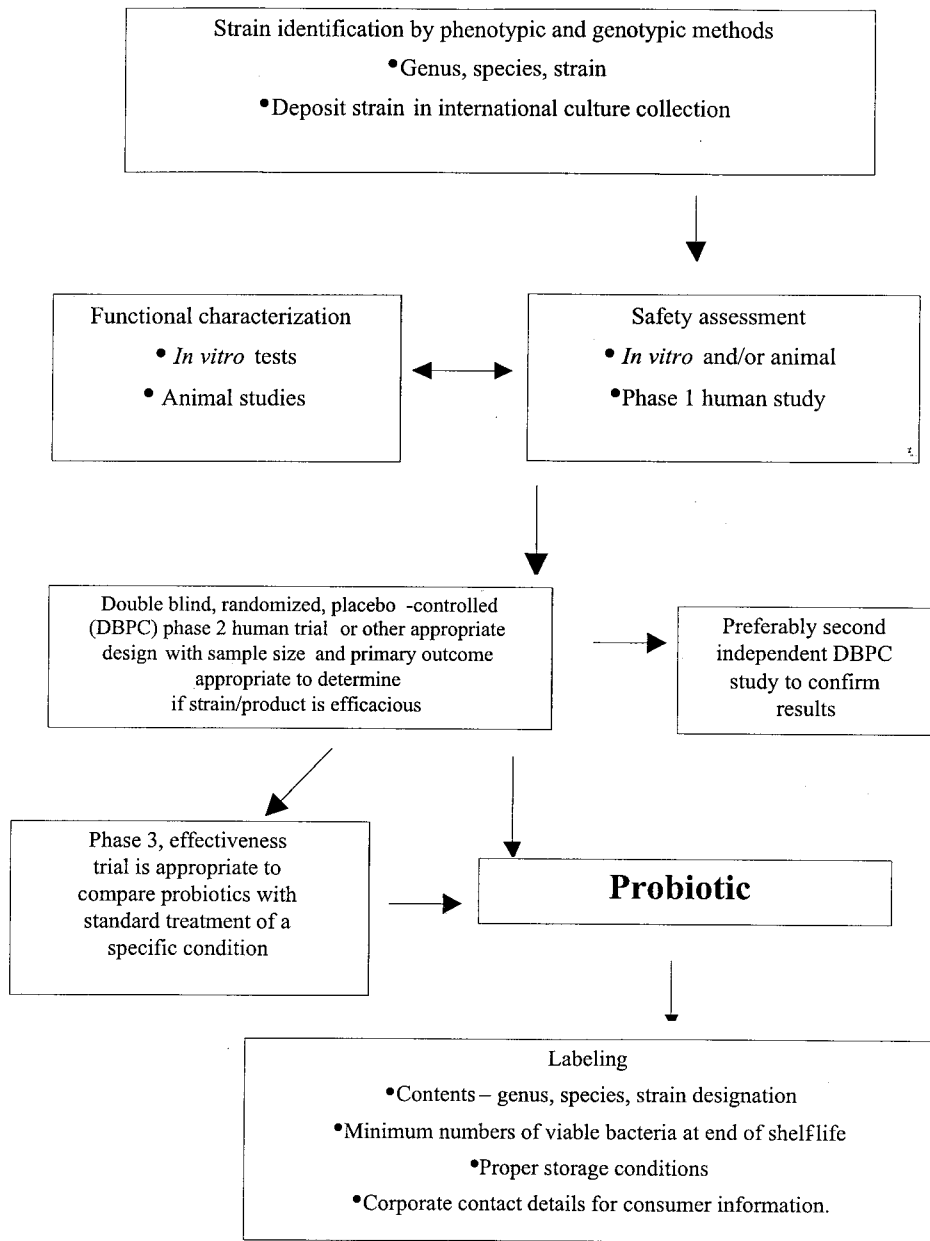 Strain identification by phenotypic and genotypic methods
•Genus, species, strain
•Deposit strain in international culture collection
Functional characterization
• In vitro tests
• Animal studies
Safety assessment
• In vitro and/or animal
•Phase 1 human study
Double blind, randomized, placebo -controlled
(DBPC) phase 2 human trial or other appropriate
design with sample size and primary outcome
appropriate to determine
if strain/product is efficacious
Preferably second
independent DBPC
study to confirm
results
Phase 3, effectiveness
trial is appropriate to
compare probiotics with
standard treatment of a
specific condition
Probiotic
Labeling
•Contents – genus, species, strain designation
•Minimum numbers of viable bacteria at end of shelf life
•Proper storage conditions
•Corporate contact details for consumer information.